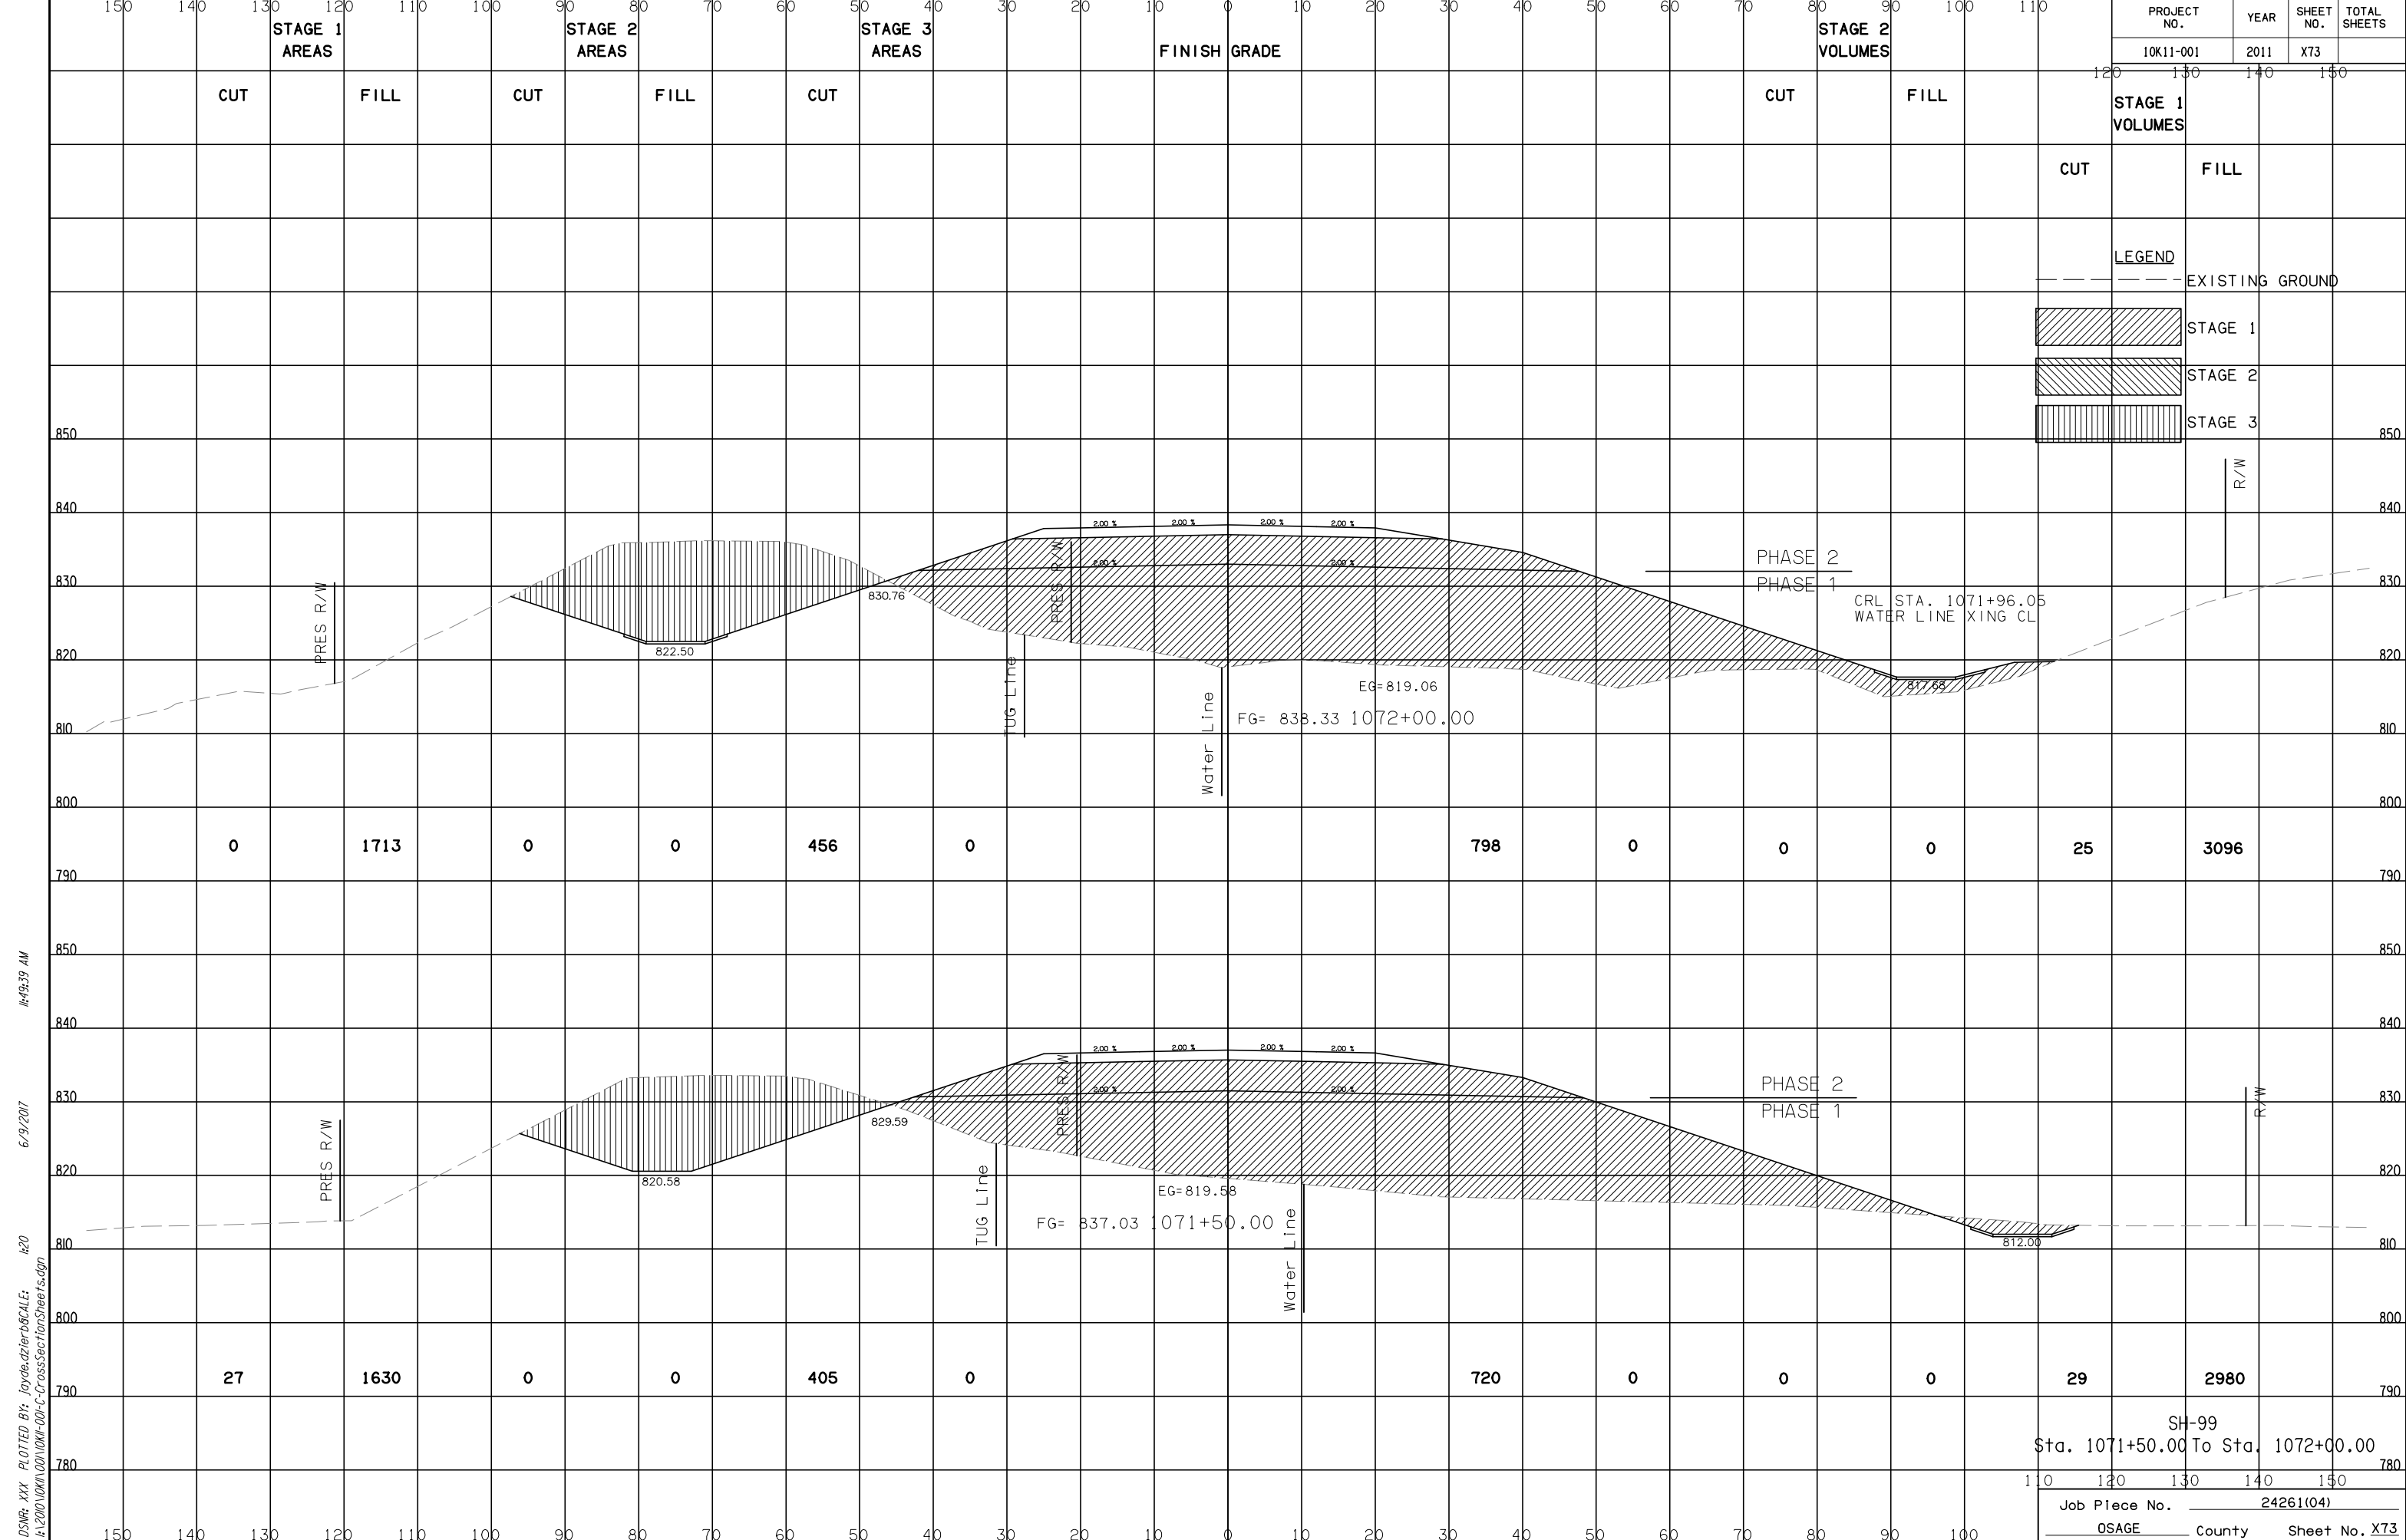 150 140 130 120 110 100 90 80 70 60 50 40 30 20 10 0 10 20 30 40 50 60 70 80 90 100 110
PROJECT NO. YEAR SHEET NO. TOTAL SHEETS
10K11-001 2011 X73
120 130 140 150
STAGE 1 AREAS
STAGE 2 AREAS
STAGE 3 AREAS
FINISH GRADE
STAGE 2 VOLUMES
CUT FILL CUT FILL CUT CUT FILL
STAGE 1 VOLUMES
CUT FILL
LEGEND
EXISTING GROUND
STAGE 1
STAGE 2
STAGE 3
850 850
R/W
840 840
2.00 % 2.00 % 2.00 % 2.00 %
PHASE 2
2.00 % 2.00 %
830 830
PHASE 1
830.76
CRL STA. 1071+96.05
WATER LINE XING CL
PRES R/W
PRES R/W
822.50
820 820
EG=819.06
817.68
TUG Line
Water Line
FG= 838.33 1072+00.00
810 810
800 800
0 1713 0 0 456 0 798 0 0 0 25 3096
790 790
850 850
840 840
2.00 % 2.00 % 2.00 % 2.00 %
PHASE 2
2.00 % 2.00 %
830 830
PHASE 1
R/W
829.59
PRES R/W
PRES R/W
820 820
820.58
EG=819.58
TUG Line
FG= 837.03 1071+50.00
Water Line
812.00
810 810
800 800
27 1630 0 0 405 0 720 0 0 0 29 2980
790 790
SH-99
Sta. 1071+50.00 To Sta. 1072+00.00
780 780
110 120 130 140 150
Job Piece No. 24261(04)
OSAGE County Sheet No. X73
150 140 130 120 110 100 90 80 70 60 50 40 30 20 10 0 10 20 30 40 50 60 70 80 90 100
DSNR: XXX PLOTTED BY: jayde.dzierb8CALE: 1:20 6/9/2017 11:49:39 AM